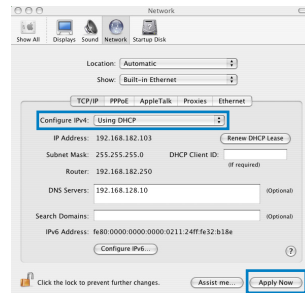 Network
Show All Displays Sound Network Startup Disk
Location: Automatic
Show: Built-in Ethernet
TCP/IP PPPoE AppleTalk Proxies Ethernet
Configure IPv4: Using DHCP
IP Address: 192.168.182.103 Renew DHCP Lease
Subnet Mask: 255.255.255.0 DHCP Client ID:
(If required)
Router: 192.168.182.250
DNS Servers: 192.168.128.10 (Optional)
Search Domains: (Optional)
IPv6 Address: fe80:0000:0000:0000:0211:24ff:fe32:b18e
Configure IPv6... ?
Click the lock to prevent further changes. Assist me... Apply Now